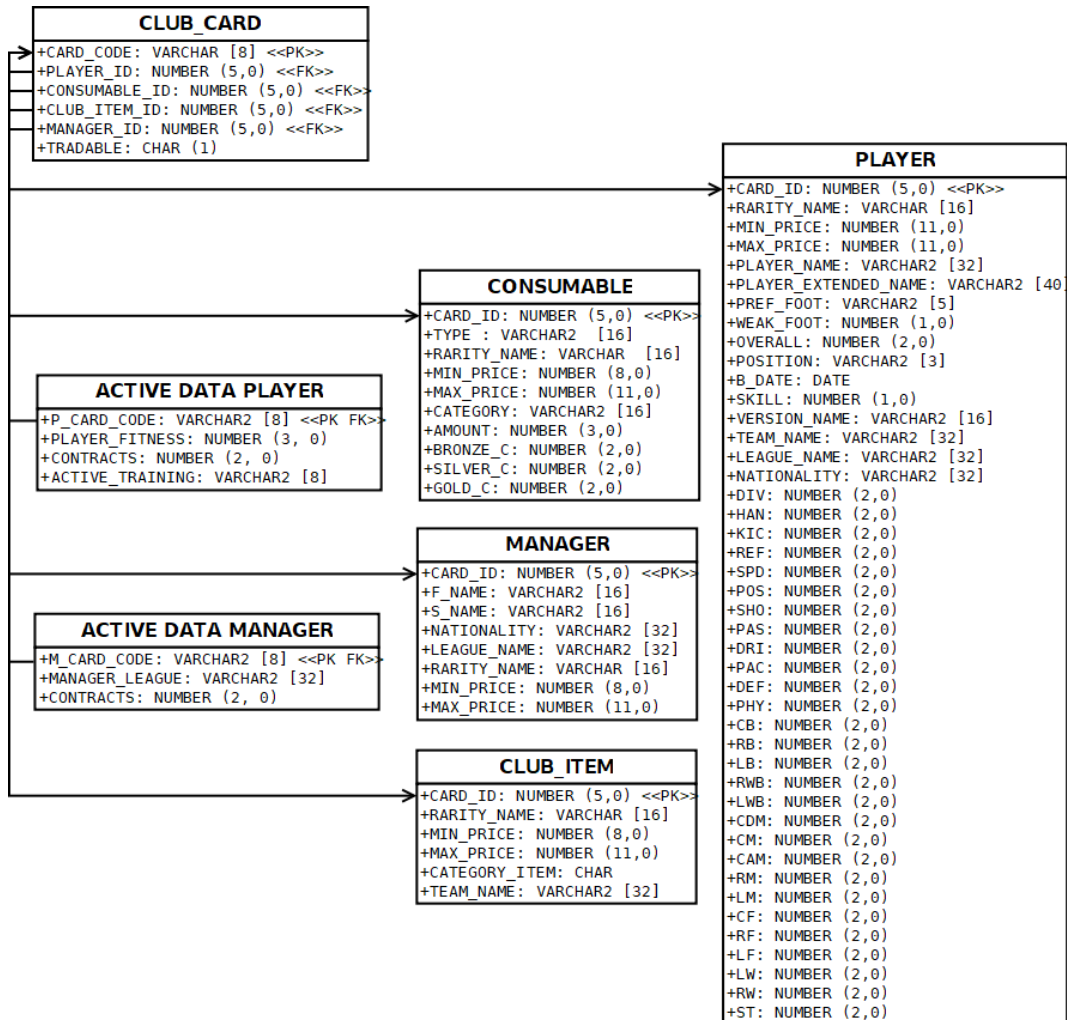 CLUB_CARD
+CARD_CODE: VARCHAR [8] <<PK>>
+PLAYER_ID: NUMBER (5,0) <<FK>>
+CONSUMABLE_ID: NUMBER (5,0) <<FK>>
+CLUB_ITEM_ID: NUMBER (5,0) <<FK>>
+MANAGER_ID: NUMBER (5,0) <<FK>>
+TRADABLE: CHAR (1)
PLAYER
+CARD_ID: NUMBER (5,0) <<PK>>
+RARITY_NAME: VARCHAR [16]
+MIN_PRICE: NUMBER (11,0)
+MAX_PRICE: NUMBER (11,0)
+PLAYER_NAME: VARCHAR2 [32]
+PLAYER_EXTENDED_NAME: VARCHAR2 [40]
+PREF_FOOT: VARCHAR2 [5]
+WEAK_FOOT: NUMBER (1,0)
+OVERALL: NUMBER (2,0)
+POSITION: VARCHAR2 [3]
+B_DATE: DATE
+SKILL: NUMBER (1,0)
+VERSION_NAME: VARCHAR2 [16]
+TEAM_NAME: VARCHAR2 [32]
+LEAGUE_NAME: VARCHAR2 [32]
+NATIONALITY: VARCHAR2 [32]
+DIV: NUMBER (2,0)
+HAN: NUMBER (2,0)
+KIC: NUMBER (2,0)
+REF: NUMBER (2,0)
+SPD: NUMBER (2,0)
+POS: NUMBER (2,0)
+SHO: NUMBER (2,0)
+PAS: NUMBER (2,0)
+DRI: NUMBER (2,0)
+PAC: NUMBER (2,0)
+DEF: NUMBER (2,0)
+PHY: NUMBER (2,0)
+CB: NUMBER (2,0)
+RB: NUMBER (2,0)
+LB: NUMBER (2,0)
+RWB: NUMBER (2,0)
+LWB: NUMBER (2,0)
+CDM: NUMBER (2,0)
+CM: NUMBER (2,0)
+CAM: NUMBER (2,0)
+RM: NUMBER (2,0)
+LM: NUMBER (2,0)
+CF: NUMBER (2,0)
+RF: NUMBER (2,0)
+LF: NUMBER (2,0)
+LW: NUMBER (2,0)
+RW: NUMBER (2,0)
+ST: NUMBER (2,0)
CONSUMABLE
+CARD_ID: NUMBER (5,0) <<PK>>
+TYPE : VARCHAR2 [16]
+RARITY_NAME: VARCHAR [16]
+MIN_PRICE: NUMBER (8,0)
+MAX_PRICE: NUMBER (11,0)
+CATEGORY: VARCHAR2 [16]
+AMOUNT: NUMBER (3,0)
+BRONZE_C: NUMBER (2,0)
+SILVER_C: NUMBER (2,0)
+GOLD_C: NUMBER (2,0)
ACTIVE DATA PLAYER
+P_CARD_CODE: VARCHAR2 [8] <<PK FK>>
+PLAYER_FITNESS: NUMBER (3, 0)
+CONTRACTS: NUMBER (2, 0)
+ACTIVE_TRAINING: VARCHAR2 [8]
MANAGER
+CARD_ID: NUMBER (5,0) <<PK>>
+F_NAME: VARCHAR2 [16]
+S_NAME: VARCHAR2 [16]
+NATIONALITY: VARCHAR2 [32]
+LEAGUE_NAME: VARCHAR2 [32]
+RARITY_NAME: VARCHAR [16]
+MIN_PRICE: NUMBER (8,0)
+MAX_PRICE: NUMBER (11,0)
ACTIVE DATA MANAGER
+M_CARD_CODE: VARCHAR2 [8] <<PK FK>>
+MANAGER_LEAGUE: VARCHAR2 [32]
+CONTRACTS: NUMBER (2, 0)
CLUB_ITEM
+CARD_ID: NUMBER (5,0) <<PK>>
+RARITY_NAME: VARCHAR [16]
+MIN_PRICE: NUMBER (8,0)
+MAX_PRICE: NUMBER (11,0)
+CATEGORY_ITEM: CHAR
+TEAM_NAME: VARCHAR2 [32]